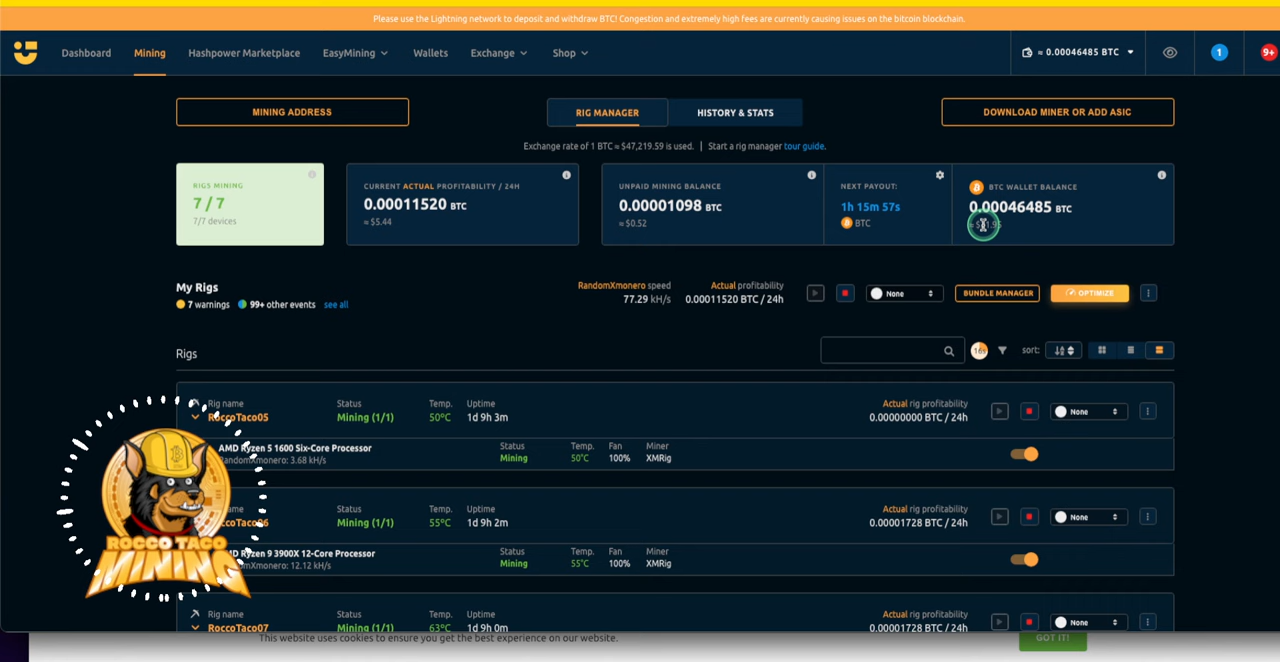 Please use the Lightning network to deposit and withdraw BTC! Congestion and extremely high fees are currently causing issues on the bitcoin blockchain.
Dashboard Mining Hashpower Marketplace EasyMining Wallets Exchange Shop ≈ 0.00046485 BTC 1 9+
MINING ADDRESS RIG MANAGER HISTORY & STATS DOWNLOAD MINER OR ADD ASIC
Exchange rate of 1 BTC ≈ $47,219.59 is used. | Start a rig manager tour guide.
RIGS MINING
7 / 7
7/7 devices
CURRENT ACTUAL PROFITABILITY / 24H
0.00011520 BTC
≈ $5.44
UNPAID MINING BALANCE
0.00001098 BTC
≈ $0.52
NEXT PAYOUT:
1h 15m 57s
BTC
BTC WALLET BALANCE
0.00046485 BTC
My Rigs
7 warnings 99+ other events see all
RandomXmonero speed
77.29 kH/s
Actual profitability
0.00011520 BTC / 24h
None BUNDLE MANAGER OPTIMIZE
Rigs
16s sort:
Rig name Status Temp. Uptime Actual rig profitability
RoccoTaco05 Mining (1/1) 50°C 1d 9h 3m 0.00000000 BTC / 24h None
AMD Ryzen 5 1600 Six-Core Processor Status Temp. Fan Miner
RandomXmonero: 3.68 kH/s Mining 50°C 100% XMRig
Status Temp. Uptime Actual rig profitability
Mining (1/1) 55°C 1d 9h 2m 0.00001728 BTC / 24h None
Ryzen 9 3900X 12-Core Processor Status Temp. Fan Miner
12.12 kH/s Mining 55°C 100% XMRig
Rig name Status Temp. Uptime Actual rig profitability
RoccoTaco07 Mining (1/1) 63°C 1d 9h 0m 0.00001728 BTC / 24h None
ROCCO TACO
MINING
This website uses cookies to ensure you get the best experience on our website.
GOT IT!